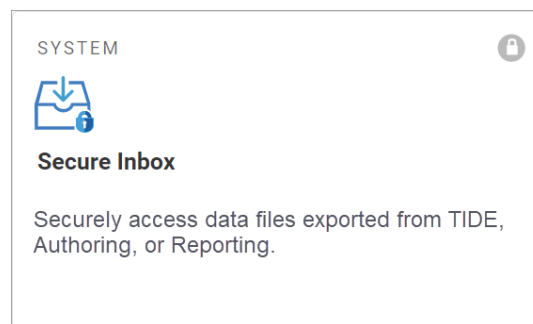 SYSTEM
Secure Inbox
Securely access data files exported from TIDE,
Authoring, or Reporting.